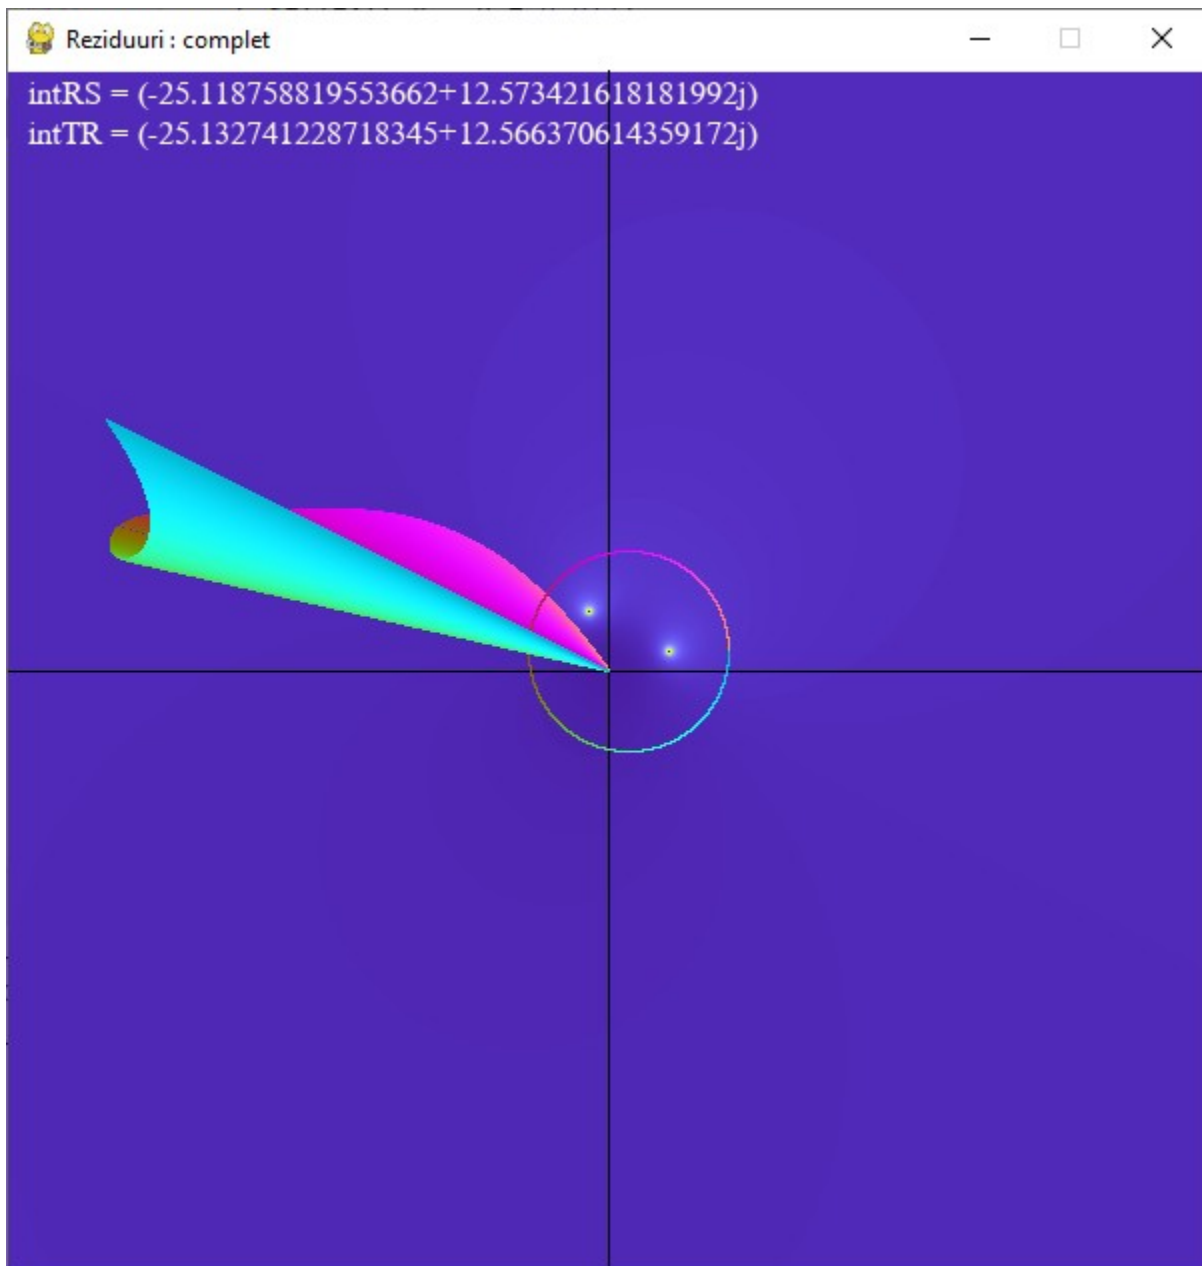 Reziduuri : complet
intRS = (-25.118758819553662+12.573421618181992j)
intTR = (-25.132741228718345+12.566370614359172j)